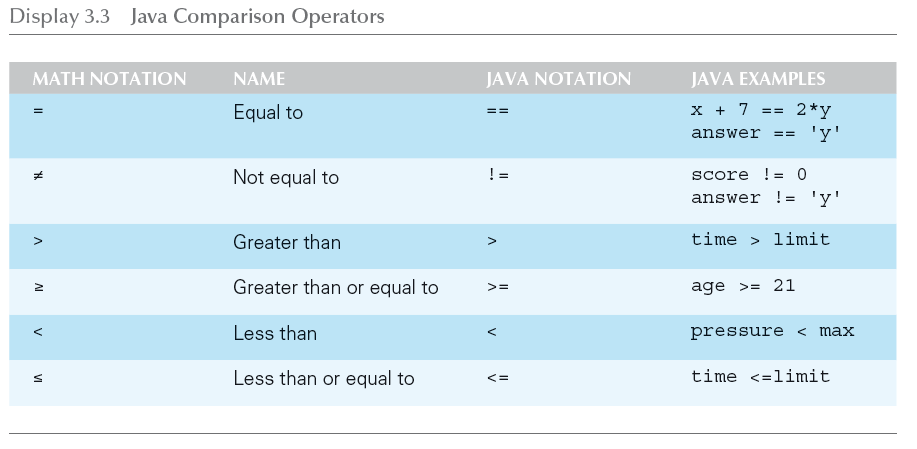 Display 3.3 Java Comparison Operators
MATH NOTATION NAME JAVA NOTATION JAVA EXAMPLES
= Equal to == x + 7 == 2*y
answer == 'y'
≠ Not equal to != score != 0
answer != 'y'
> Greater than > time > limit
≥ Greater than or equal to >= age >= 21
< Less than < pressure < max
≤ Less than or equal to <= time <=limit